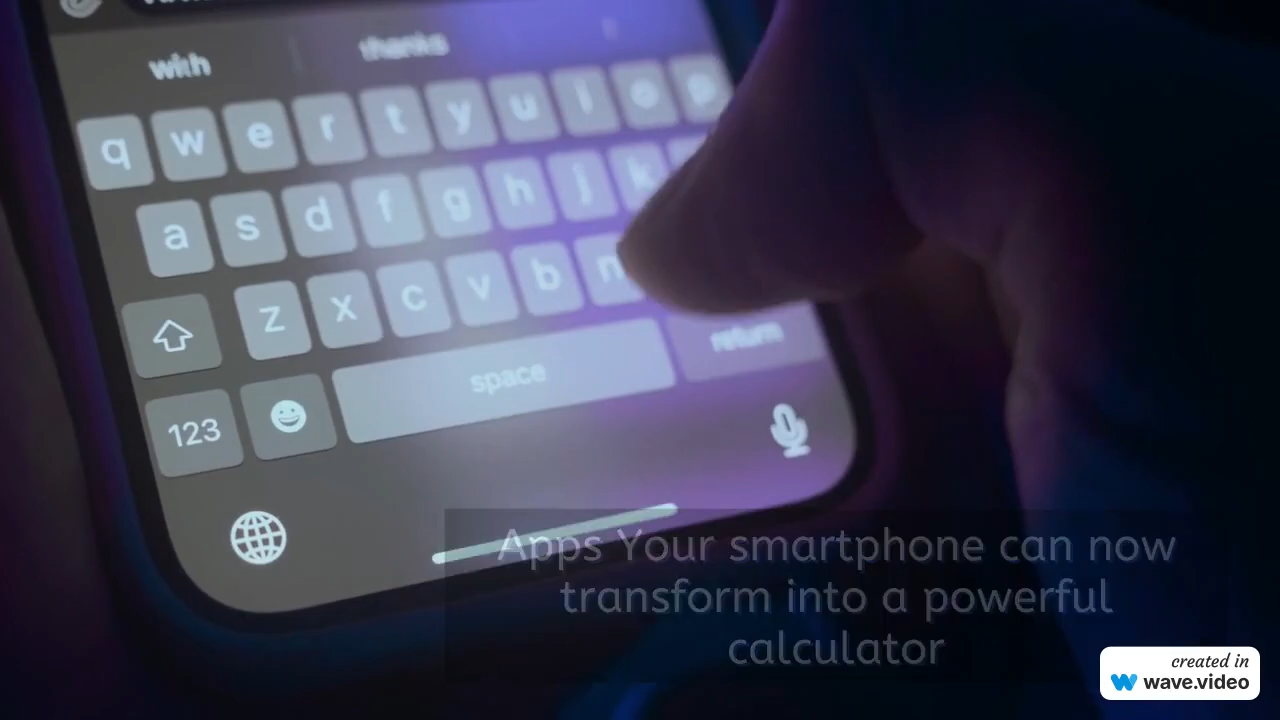 with thanks
q w e r t y u i o p
a s d f g h j k
z x c v b n
return
space
123
Apps Your smartphone can now
transform into a powerful
calculator
created in
wave.video